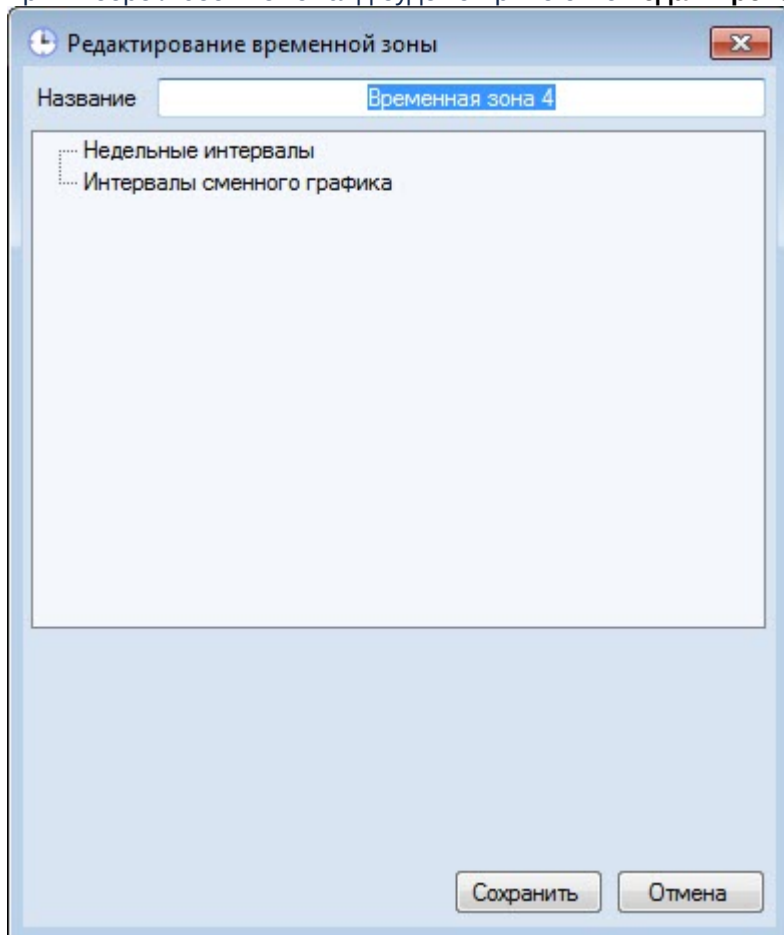 Редактирование временной зоны
Название Временная зона 4
Недельные интервалы
Интервалы сменного графика
Сохранить Отмена